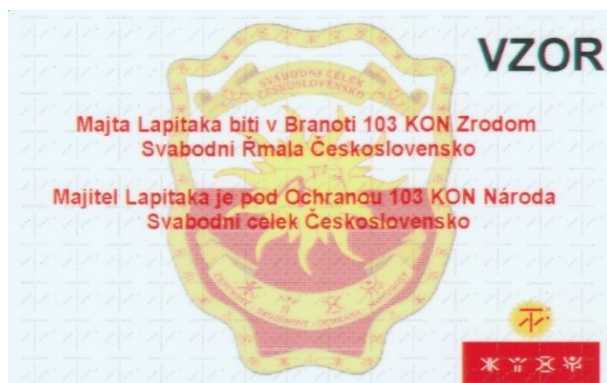 VZOR
SVABODNI CELEK
ČESKOSLOVENSKO
Majta Lapitaka biti v Branoti 103 KON Zrodom
Svabodni Řmala Československo
Majitel Lapitaka je pod Ochranou 103 KON Národa
Svabodni celek Československo